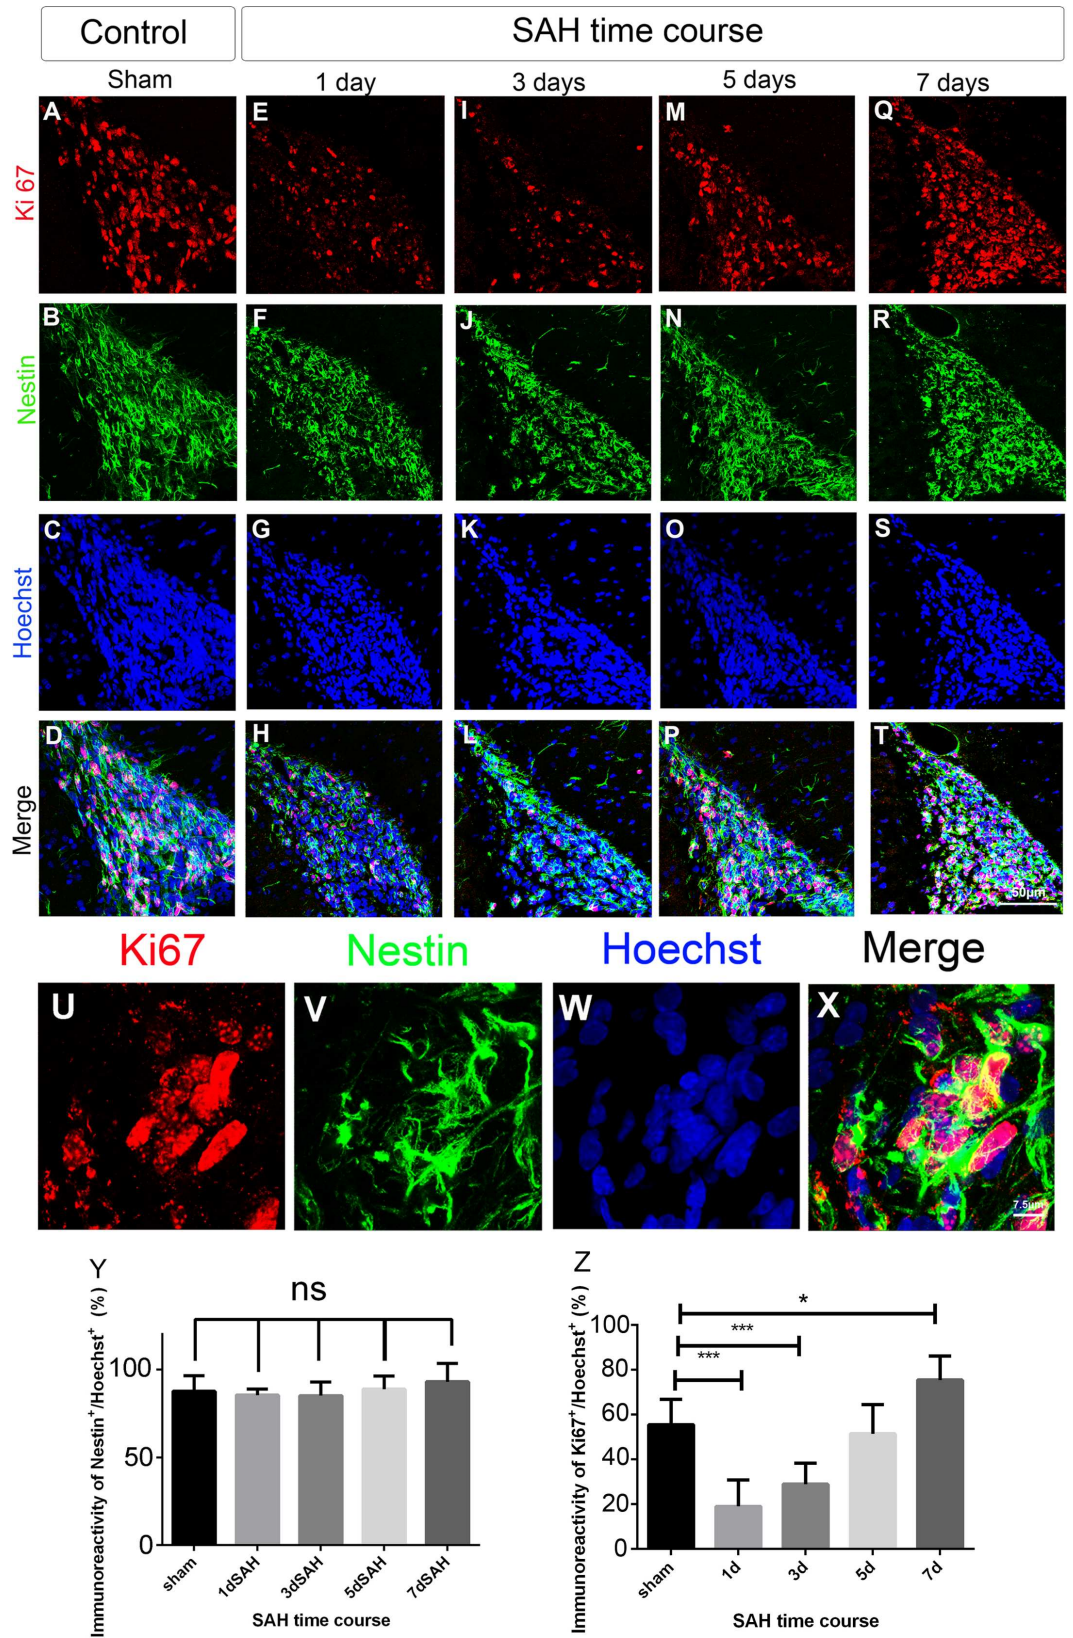 Control
SAH time course
Sham
1 day
3 days
5 days
7 days
Ki 67
A
E
I
M
Q
Nestin
B
F
J
N
R
Hoechst
C
G
K
O
S
Merge
D
H
L
P
T
50µm
Ki67
Nestin
Hoechst
Merge
U
V
W
X
7.5µm
Y
Immunoreactivity of Nestin⁺/Hoechst⁺ (%)
ns
100
50
0
sham
1dSAH
3dSAH
5dSAH
7dSAH
SAH time course
Z
Immunoreactivity of Ki67⁺/Hoechst⁺ (%)
*
***
***
100
80
60
40
20
0
sham
1d
3d
5d
7d
SAH time course